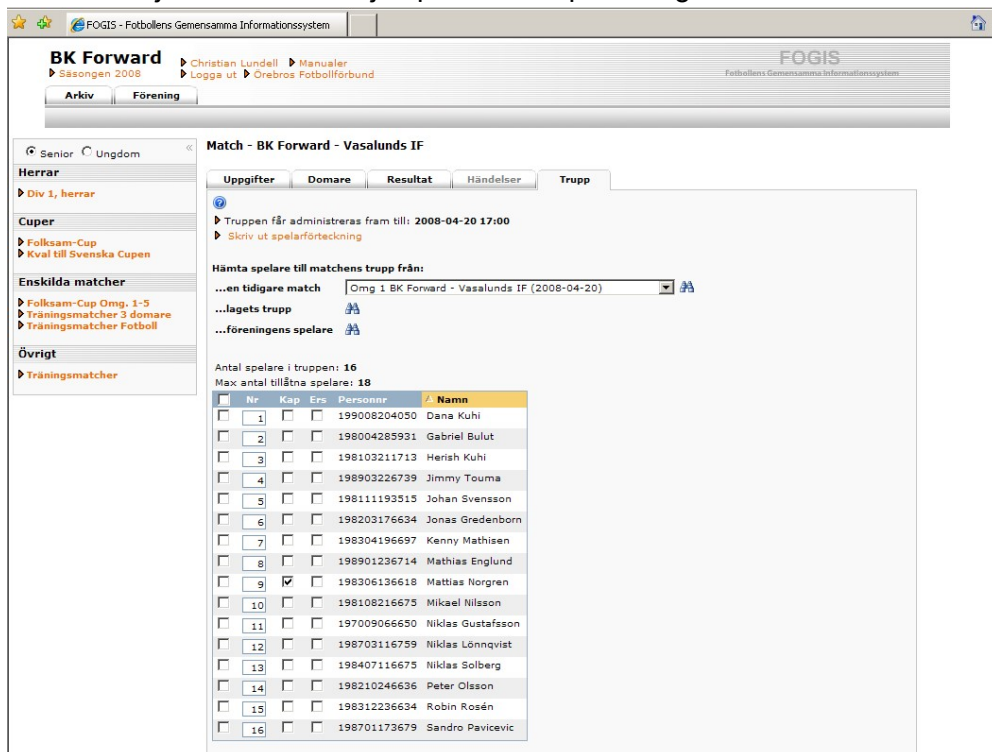 FOGIS - Fotbollens Gemensamma Informationssystem
BK Forward
Säsongen 2008
Christian Lundell Manualer
Logga ut Örebros Fotbollförbund
FOGIS
Fotbollens Gemensamma Informationssystem
Arkiv Förening
Senior Ungdom «
Herrar
Div 1, herrar
Cuper
Folksam-Cup
Kval till Svenska Cupen
Enskilda matcher
Folksam-Cup Omg. 1-5
Träningsmatcher 3 domare
Träningsmatcher Fotboll
Övrigt
Träningsmatcher
Match - BK Forward - Vasalunds IF
Uppgifter Domare Resultat Händelser Trupp
Truppen får administreras fram till: 2008-04-20 17:00
Skriv ut spelarförteckning
Hämta spelare till matchens trupp från:
...en tidigare match Omg 1 BK Forward - Vasalunds IF (2008-04-20)
...lagets trupp
...föreningens spelare
Antal spelare i truppen: 16
Max antal tillåtna spelare: 18
Nr Kap Ers Personnr Namn
1 199008204050 Dana Kuhi
2 198004285931 Gabriel Bulut
3 198103211713 Herish Kuhi
4 198903226739 Jimmy Touma
5 198111193515 Johan Svensson
6 198203176634 Jonas Gredenborn
7 198304196697 Kenny Mathisen
8 198901236714 Mathias Englund
9 198306136618 Mattias Norgren
10 198108216675 Mikael Nilsson
11 197009066650 Niklas Gustafsson
12 198703116759 Niklas Lönnqvist
13 198407116675 Niklas Solberg
14 198210246636 Peter Olsson
15 198312236634 Robin Rosén
16 198701173679 Sandro Pavicevic